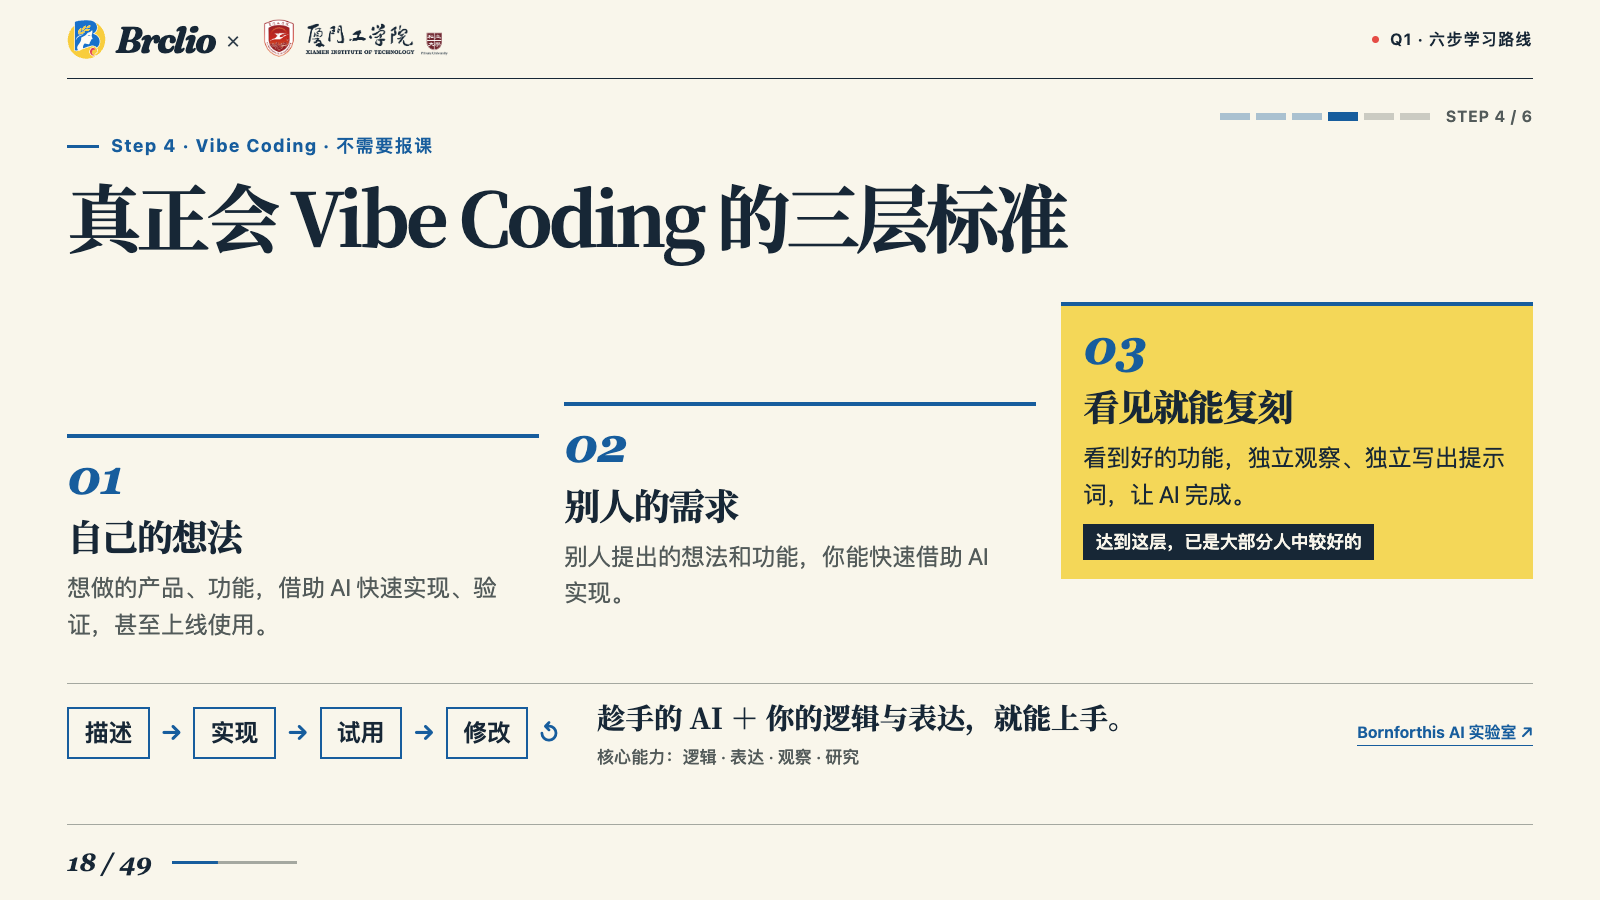 Brclio ×
厦门工学院
XIAMEN INSTITUTE OF TECHNOLOGY
Q1 · 六步学习路线
STEP 4 / 6
Step 4 · Vibe Coding · 不需要报课
真正会 Vibe Coding 的三层标准
01
自己的想法
想做的产品、功能，借助 AI 快速实现、验
证，甚至上线使用。
02
别人的需求
别人提出的想法和功能，你能快速借助 AI
实现。
03
看见就能复刻
看到好的功能，独立观察、独立写出提示
词，让 AI 完成。
达到这层，已是大部分人中较好的
描述 → 实现 → 试用 → 修改
趁手的 AI ＋ 你的逻辑与表达，就能上手。
核心能力：逻辑 · 表达 · 观察 · 研究
Bornforthis AI 实验室 ↗
18 / 49